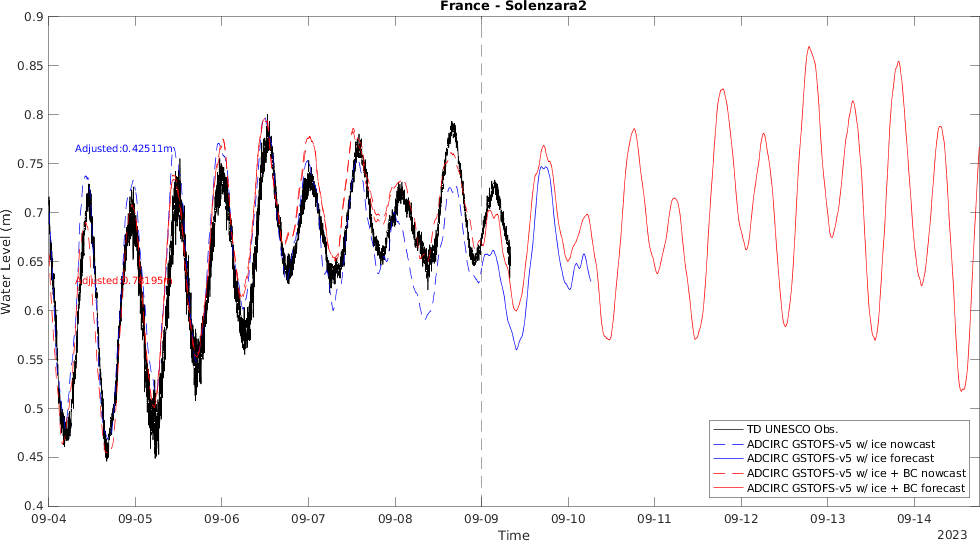 France - Solenzara2
0.9
0.85
0.8
0.75
0.7
0.65
0.6
0.55
0.5
0.45
0.4
Water Level (m)
Adjusted:0.42511m
TD UNESCO Obs.
ADCIRC GSTOFS-v5 w/ ice nowcast
ADCIRC GSTOFS-v5 w/ ice forecast
ADCIRC GSTOFS-v5 w/ ice + BC nowcast
ADCIRC GSTOFS-v5 w/ ice + BC forecast
09-04 09-05 09-06 09-07 09-08 09-09 09-10 09-11 09-12 09-13 09-14
Time
2023